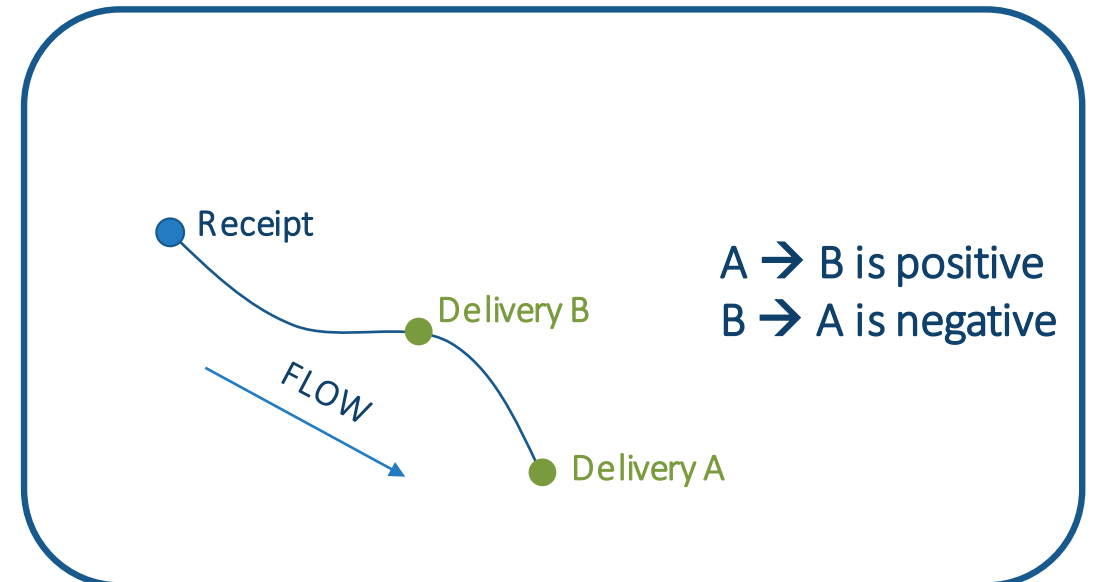 Receipt
A → B is positive
B → A is negative
Delivery B
FLOW
Delivery A